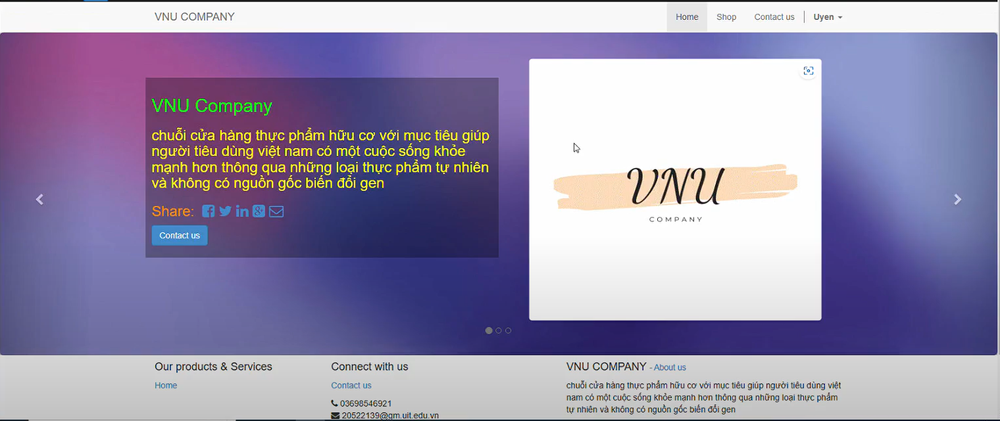 VNU COMPANY
Home
Shop
Contact us
Uyen
VNU Company
chuỗi cửa hàng thực phẩm hữu cơ với mục tiêu giúp
người tiêu dùng việt nam có một cuộc sống khỏe
mạnh hơn thông qua những loại thực phẩm tự nhiên
và không có nguồn gốc biến đổi gen
Share:
Contact us
VNU
COMPANY
Our products & Services
Home
Connect with us
Contact us
03698546921
20522139@gm.uit.edu.vn
VNU COMPANY - About us
chuỗi cửa hàng thực phẩm hữu cơ với mục tiêu giúp người tiêu dùng việt
nam có một cuộc sống khỏe mạnh hơn thông qua những loại thực phẩm
tự nhiên và không có nguồn gốc biến đổi gen